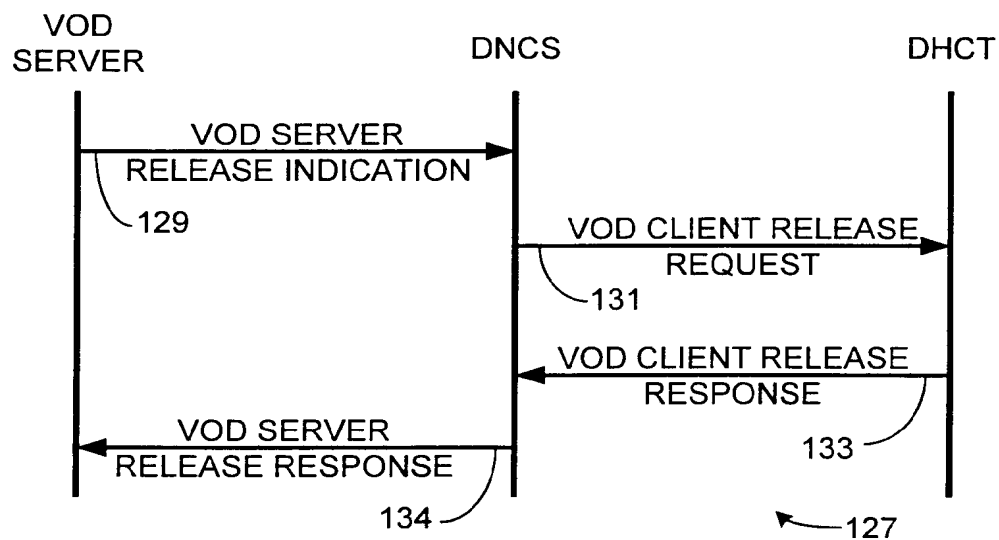 VOD
SERVER
DNCS
DHCT
VOD SERVER
RELEASE INDICATION
129
VOD CLIENT RELEASE
REQUEST
131
VOD CLIENT RELEASE
RESPONSE
133
VOD SERVER
RELEASE RESPONSE
134
127